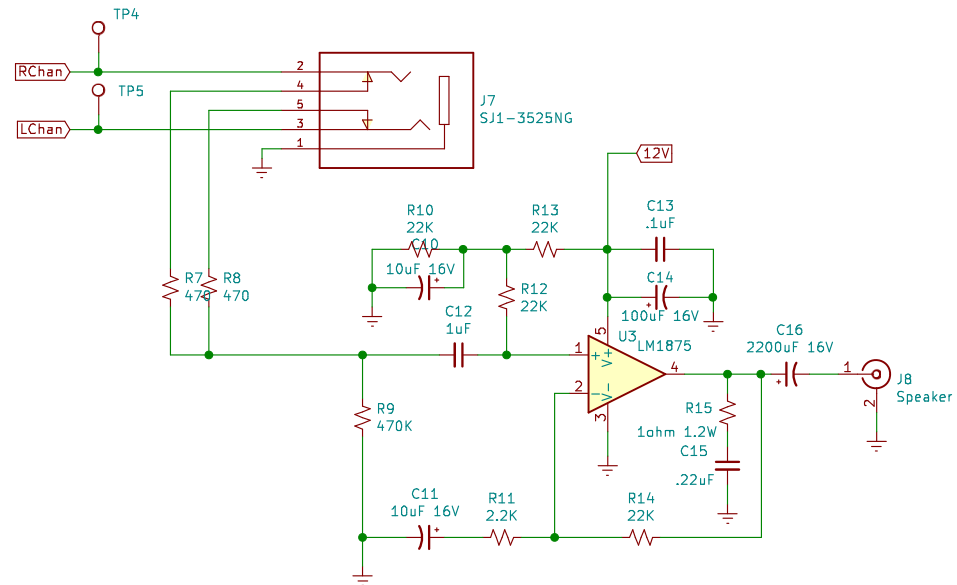 TP4
RChan
TP5
LChan
2
4
5
3
1
J7
SJ1-3525NG
12V
R10
22K
C10
10uF 16V
R13
22K
C13
.1uF
C14
100uF 16V
R7
470
R8
470
R12
22K
C12
1uF
U3
LM1875
1
2
5
3
4
+
-
V+
V-
C16
2200uF 16V
1
2
J8
Speaker
R9
470K
R15
1ohm 1.2W
C15
.22uF
C11
10uF 16V
R11
2.2K
R14
22K